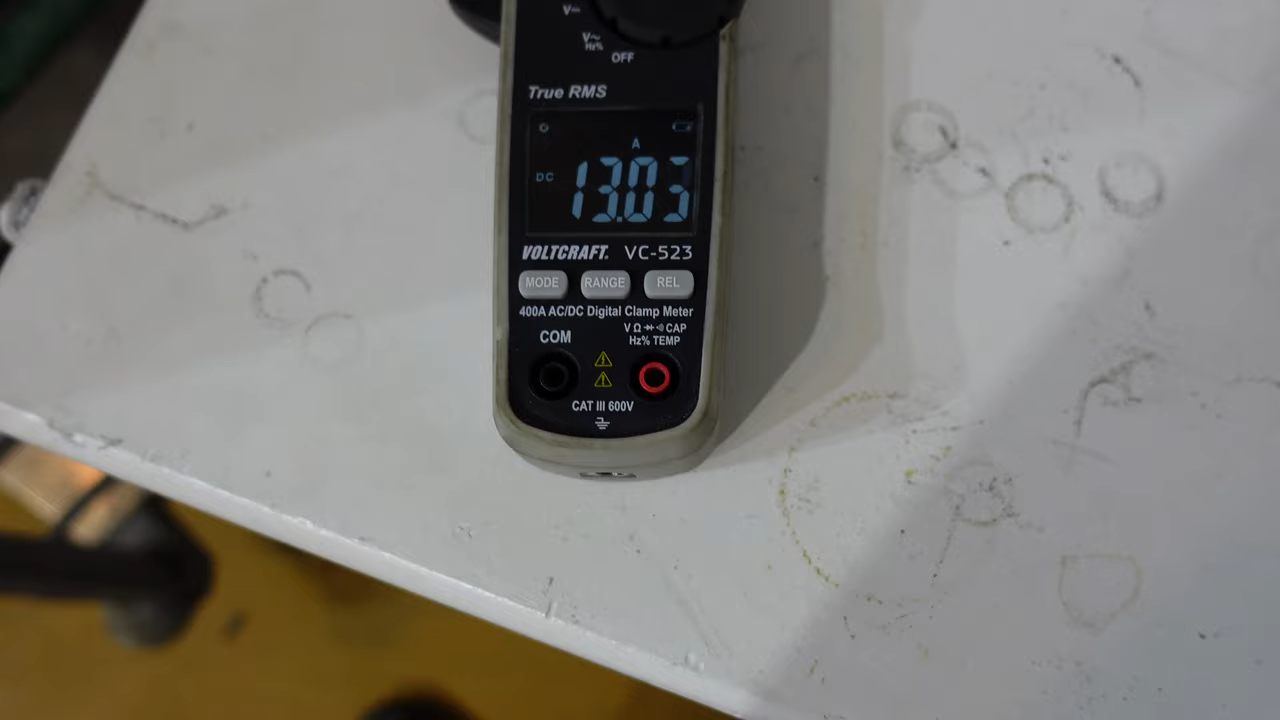 V⎓
V~
Hz%
OFF
True RMS
A
DC
13.03
VOLTCRAFT. VC-523
MODE RANGE REL
400A AC/DC Digital Clamp Meter
COM
V Ω CAP
Hz% TEMP
CAT III 600V